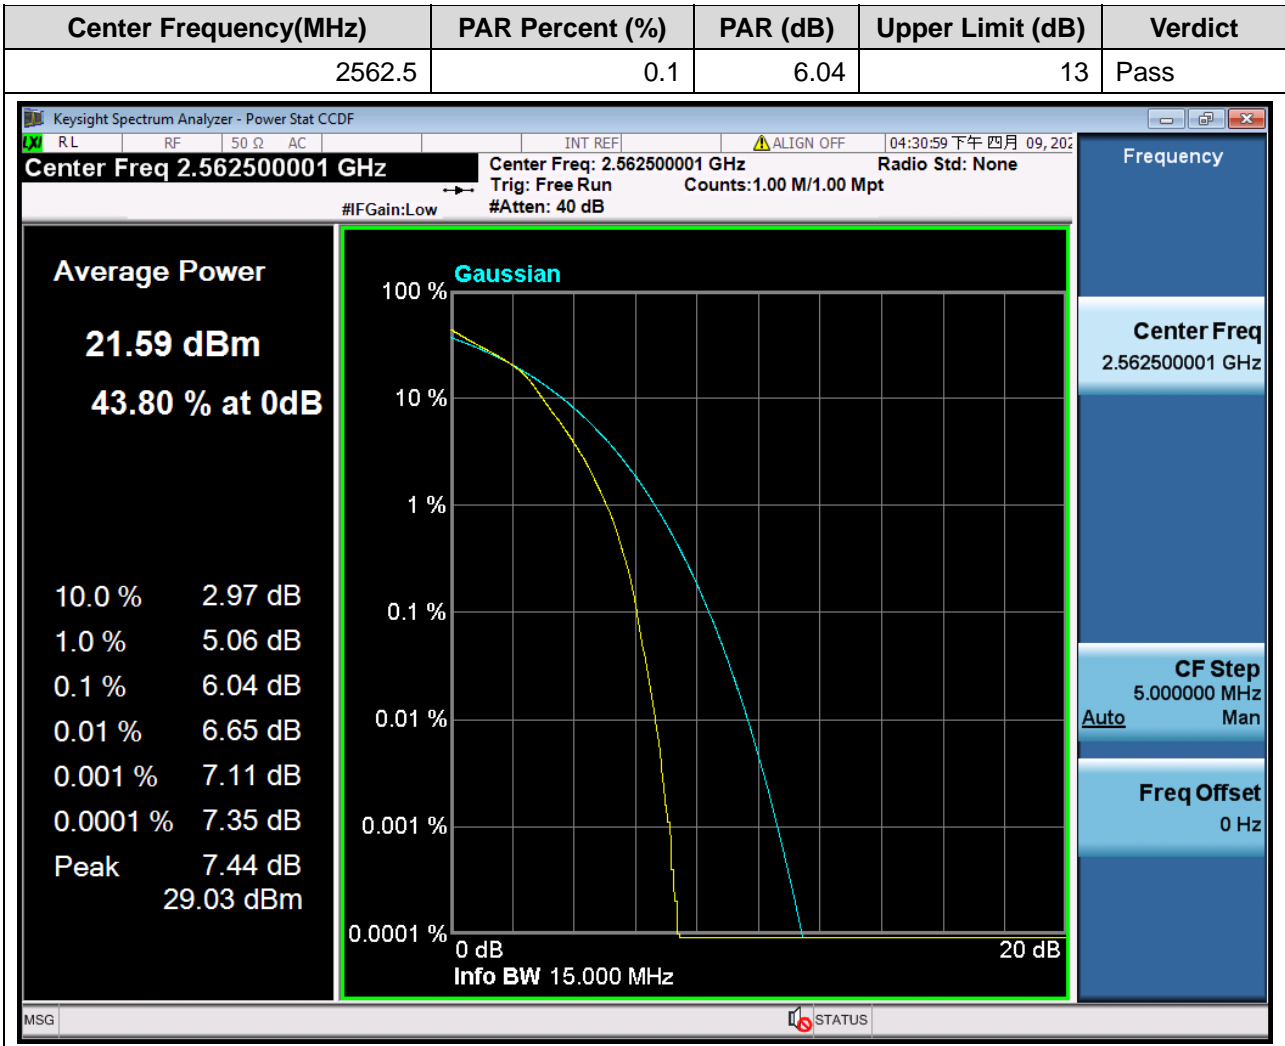 Center Frequency(MHz) PAR Percent (%) PAR (dB) Upper Limit (dB) Verdict
2562.5 0.1 6.04 13 Pass
Keysight Spectrum Analyzer - Power Stat CCDF
LXI RL RF 50 Ω AC INT REF ALIGN OFF 04:30:59 下午 四月 09, 202
Center Freq 2.562500001 GHz
#IFGain:Low
Center Freq: 2.562500001 GHz Radio Std: None
Trig: Free Run Counts:1.00 M/1.00 Mpt
#Atten: 40 dB
Average Power
21.59 dBm
43.80 % at 0dB
10.0 % 2.97 dB
1.0 % 5.06 dB
0.1 % 6.04 dB
0.01 % 6.65 dB
0.001 % 7.11 dB
0.0001 % 7.35 dB
Peak 7.44 dB
29.03 dBm
Gaussian
100 %
10 %
1 %
0.1 %
0.01 %
0.001 %
0.0001 %
0 dB 20 dB
Info BW 15.000 MHz
Frequency
Center Freq
2.562500001 GHz
CF Step
5.000000 MHz
Auto Man
Freq Offset
0 Hz
MSG STATUS